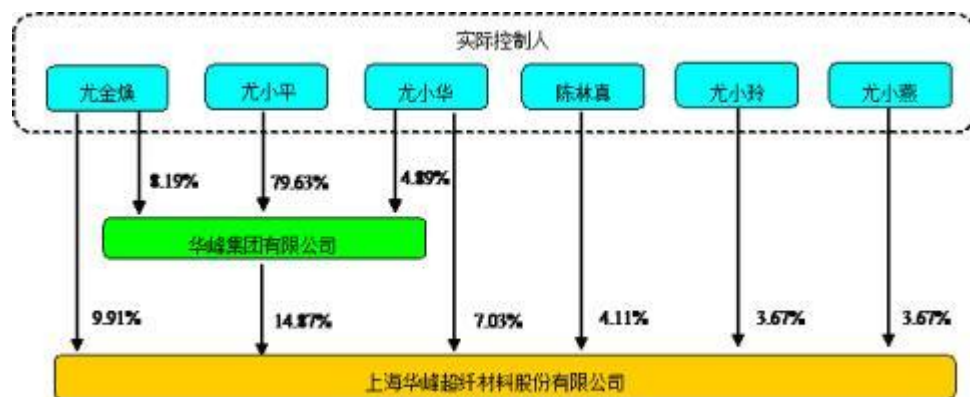 实际控制人
尤金焕
尤小平
尤小华
陈林真
尤小玲
尤小燕
8.19%
79.63%
4.89%
华峰集团有限公司
9.91%
14.87%
7.03%
4.11%
3.67%
3.67%
上海华峰超纤材料股份有限公司